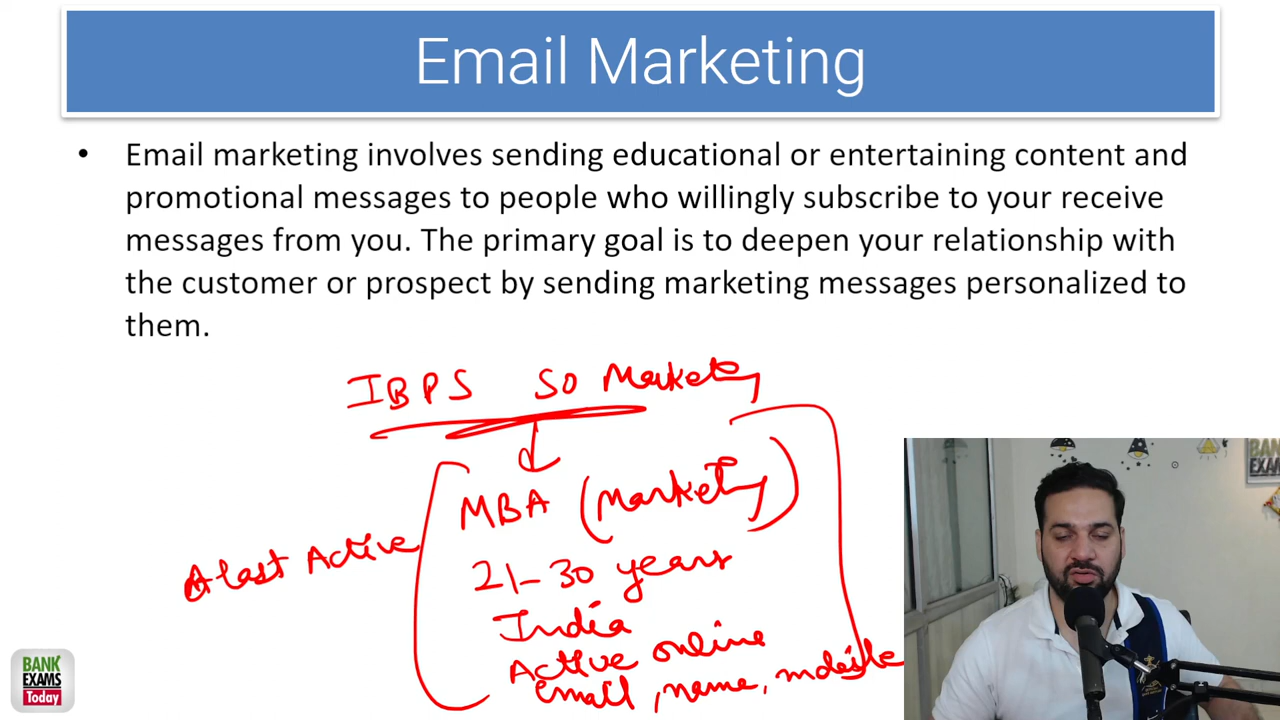 Email Marketing
• Email marketing involves sending educational or entertaining content and
promotional messages to people who willingly subscribe to your receive
messages from you. The primary goal is to deepen your relationship with
the customer or prospect by sending marketing messages personalized to
them.
IBPS SO Marketing
MBA (Marketing)
last Active
21-30 years
India
Active online
email, name, mobile
BANK
EXAMS
Today
BANK
EXAMS